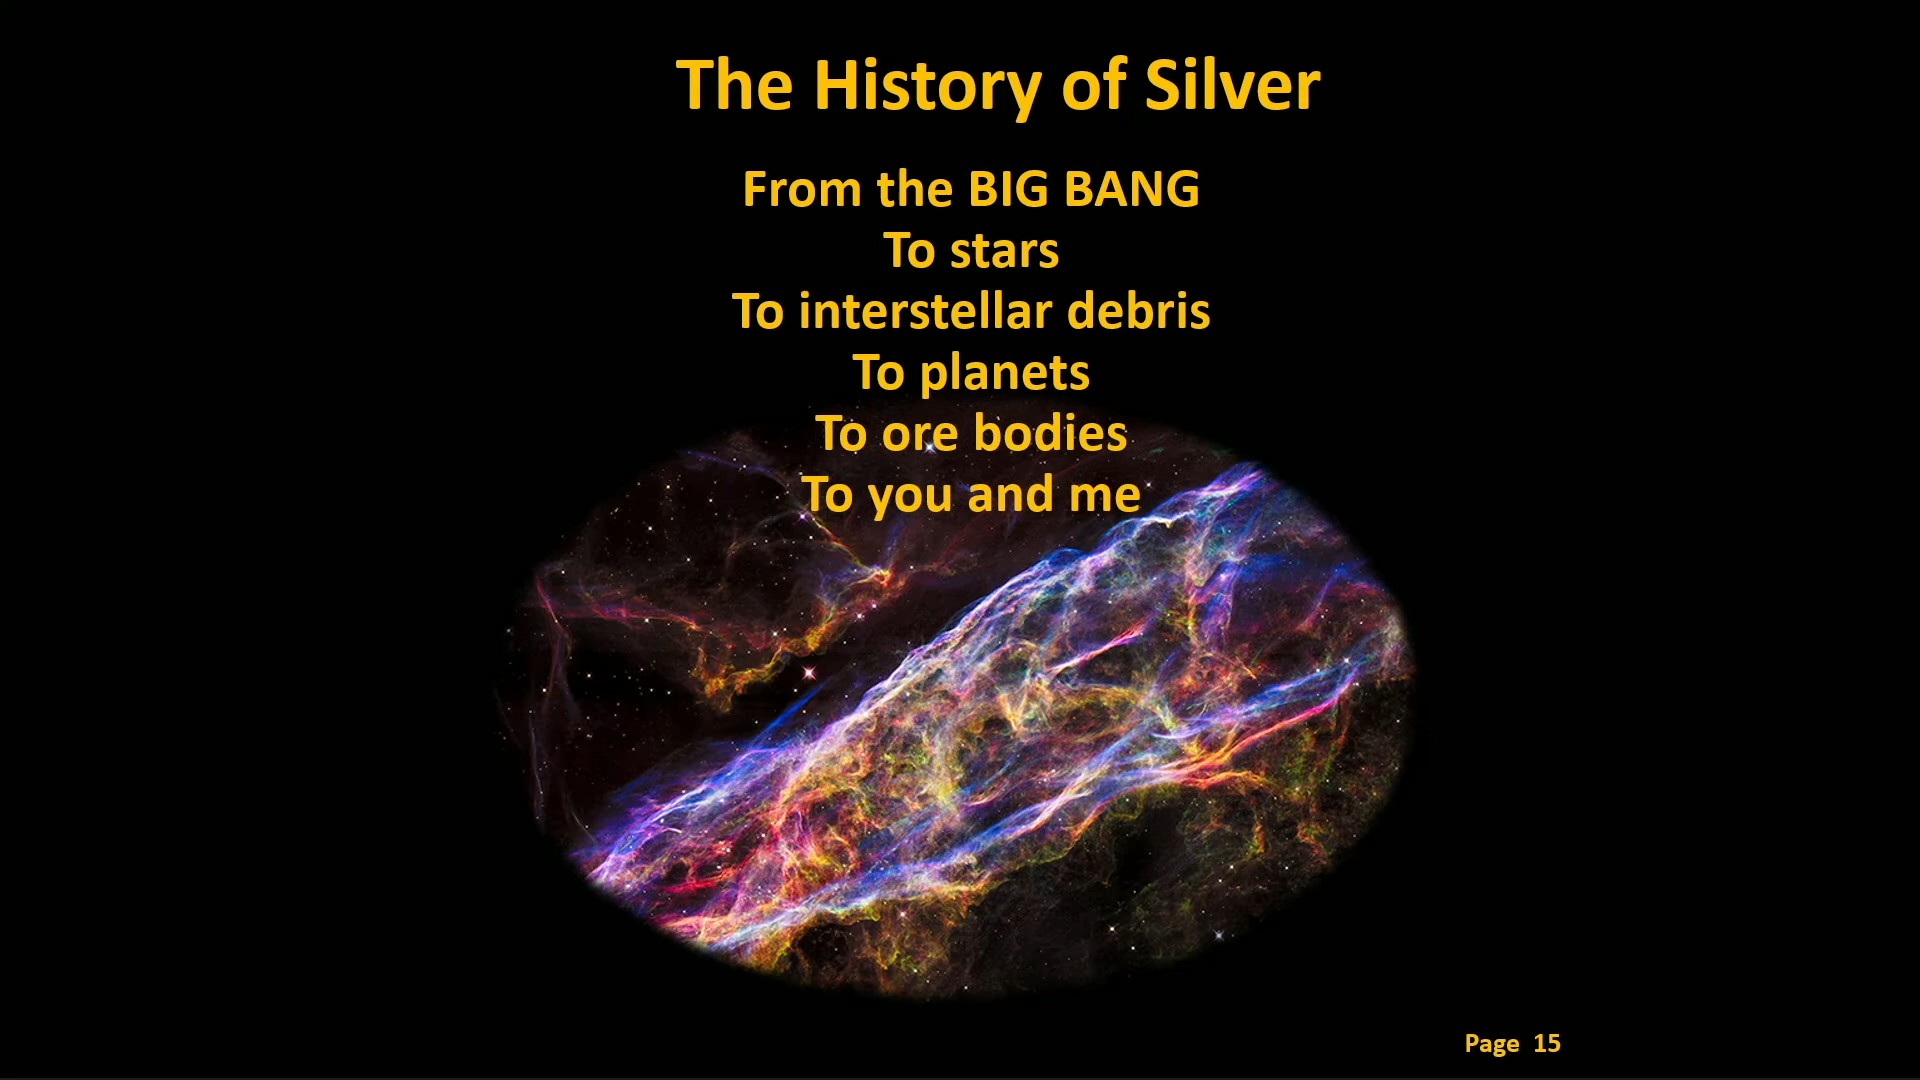 The History of Silver
From the BIG BANG
To stars
To interstellar debris
To planets
To ore bodies
To you and me
Page 15